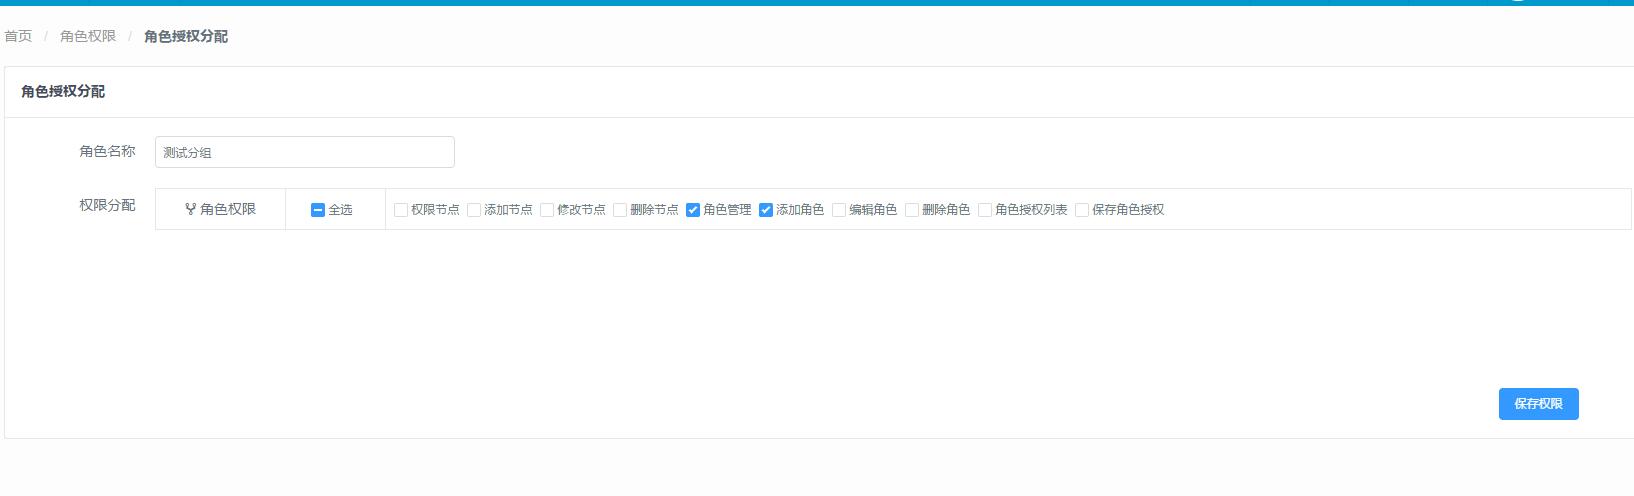 首页 / 角色权限 / 角色授权分配
角色授权分配
角色名称 测试分组
权限分配 角色权限 全选 权限节点 添加节点 修改节点 删除节点 角色管理 添加角色 编辑角色 删除角色 角色授权列表 保存角色授权
保存权限